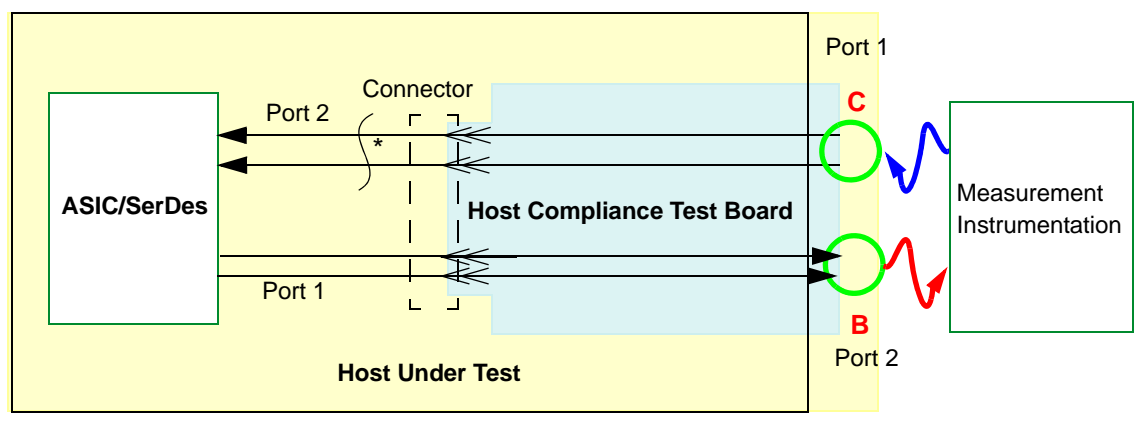 Port 1
Connector
C
Port 2
*
ASIC/SerDes
Host Compliance Test Board
Measurement
Instrumentation
Port 1
B
Port 2
Host Under Test